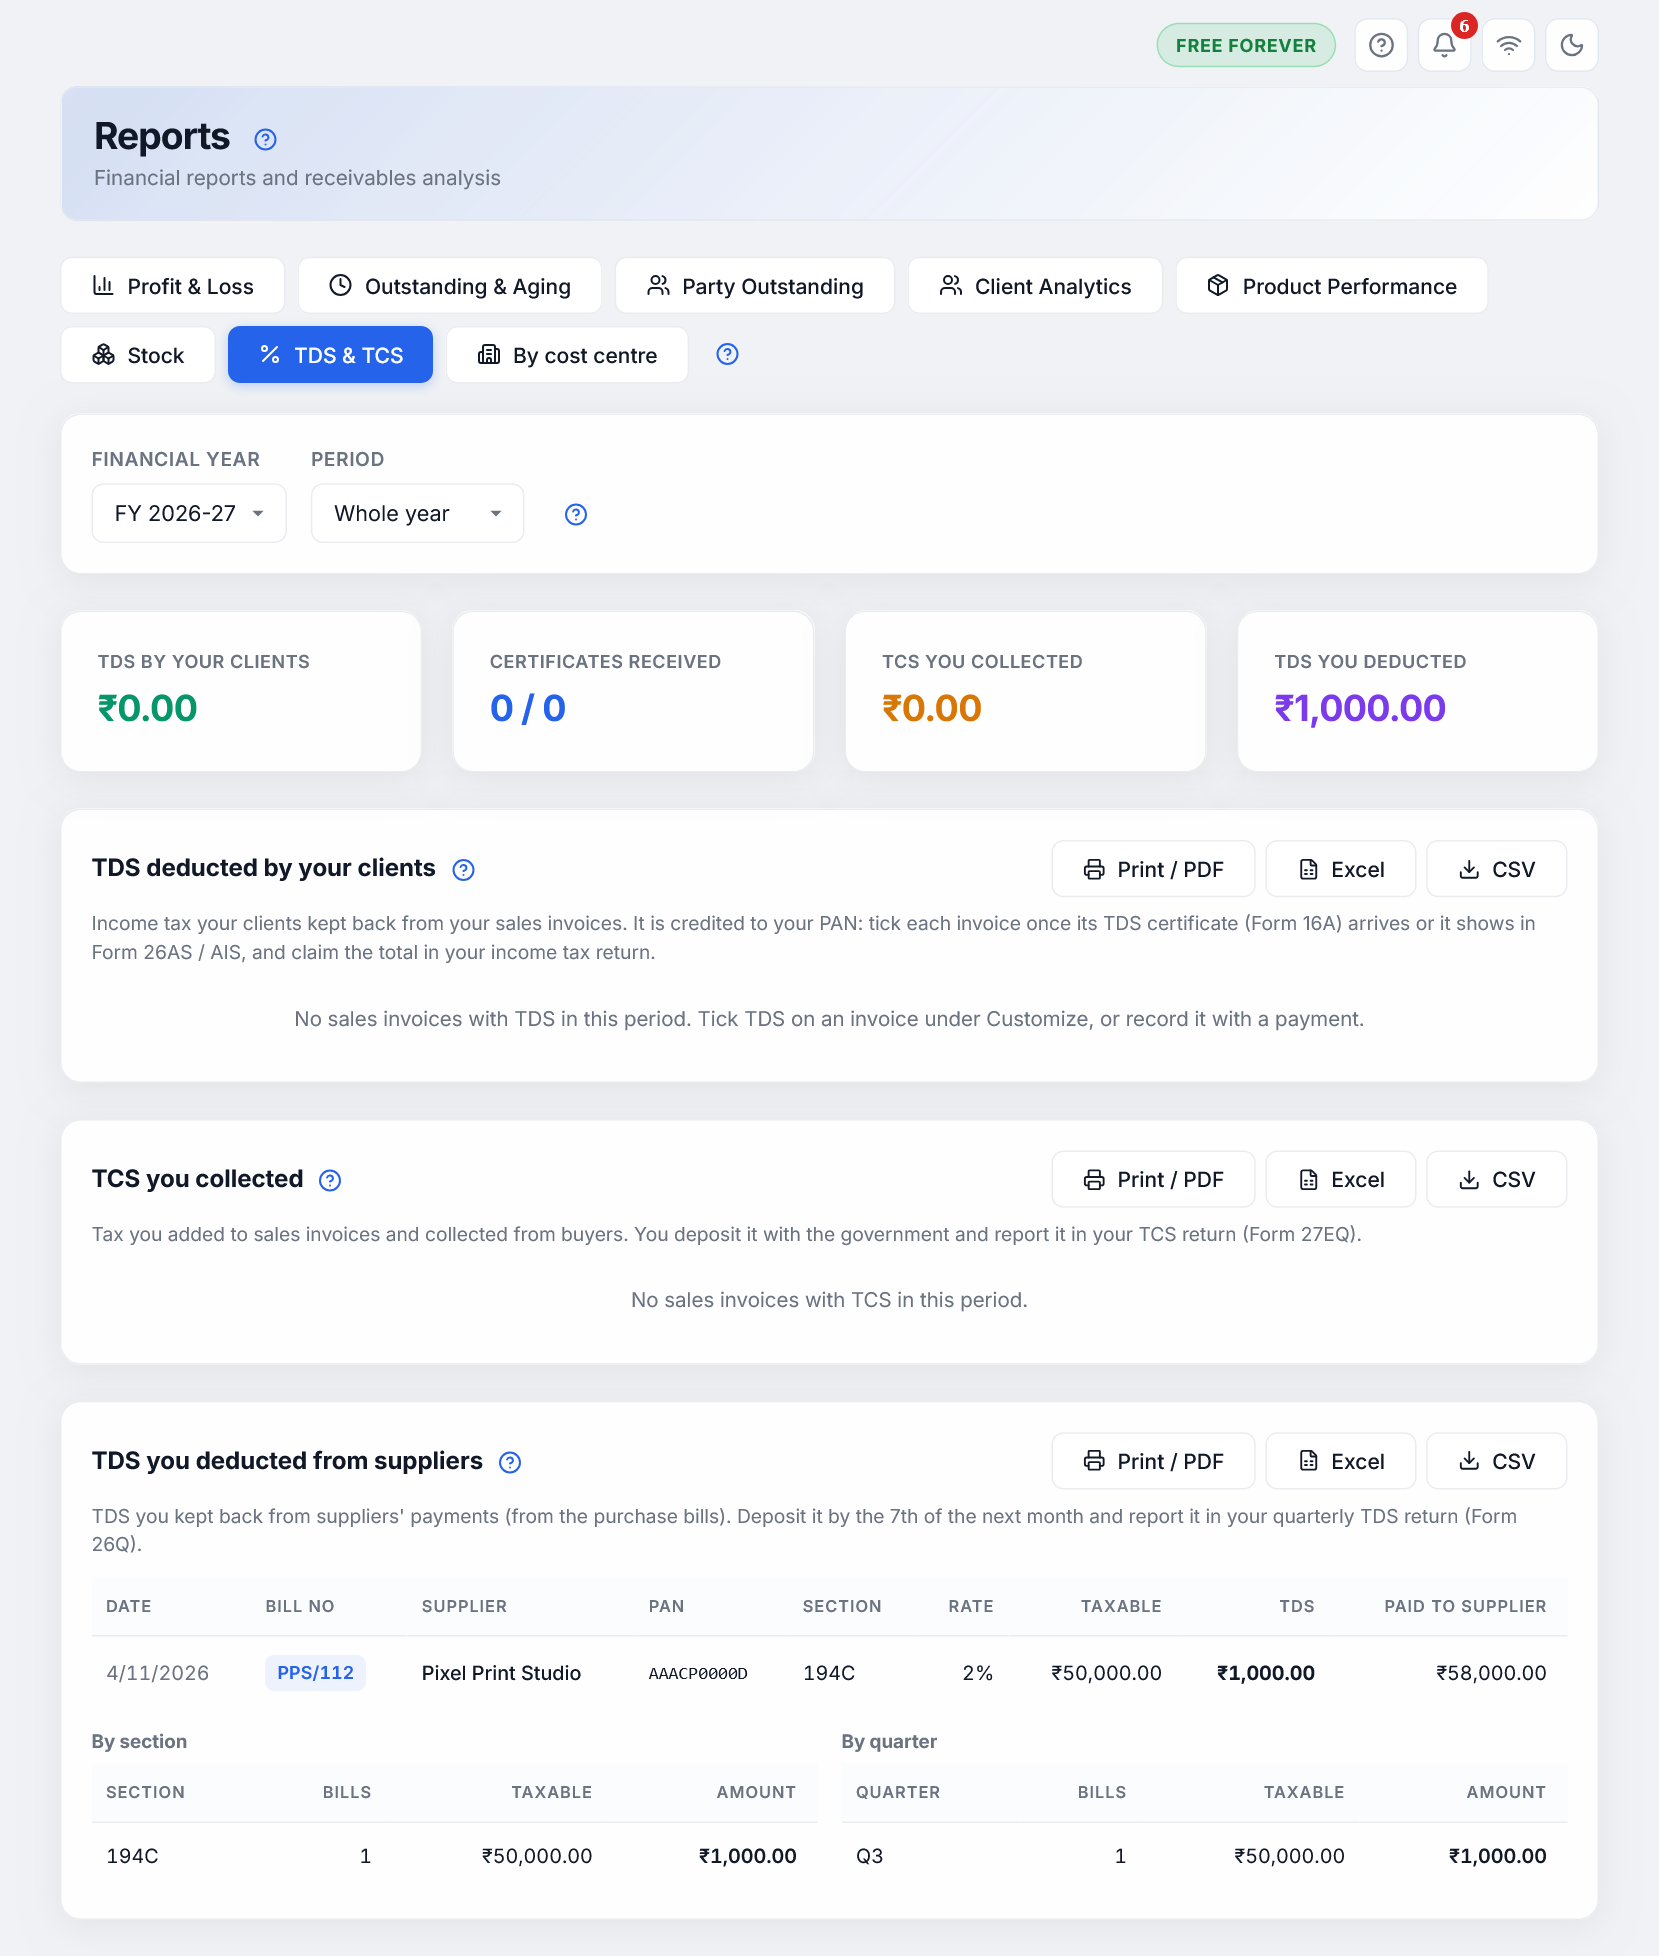 FREE FOREVER
6
Reports
Financial reports and receivables analysis
Profit & Loss
Outstanding & Aging
Party Outstanding
Client Analytics
Product Performance
Stock
TDS & TCS
By cost centre
FINANCIAL YEAR
PERIOD
FY 2026-27
Whole year
TDS BY YOUR CLIENTS
₹0.00
CERTIFICATES RECEIVED
0 / 0
TCS YOU COLLECTED
₹0.00
TDS YOU DEDUCTED
₹1,000.00
TDS deducted by your clients
Print / PDF
Excel
CSV
Income tax your clients kept back from your sales invoices. It is credited to your PAN: tick each invoice once its TDS certificate (Form 16A) arrives or it shows in
Form 26AS / AIS, and claim the total in your income tax return.
No sales invoices with TDS in this period. Tick TDS on an invoice under Customize, or record it with a payment.
TCS you collected
Print / PDF
Excel
CSV
Tax you added to sales invoices and collected from buyers. You deposit it with the government and report it in your TCS return (Form 27EQ).
No sales invoices with TCS in this period.
TDS you deducted from suppliers
Print / PDF
Excel
CSV
TDS you kept back from suppliers' payments (from the purchase bills). Deposit it by the 7th of the next month and report it in your quarterly TDS return (Form
26Q).
DATE BILL NO SUPPLIER PAN SECTION RATE TAXABLE TDS PAID TO SUPPLIER
4/11/2026 PPS/112 Pixel Print Studio AAACP0000D 194C 2% ₹50,000.00 ₹1,000.00 ₹58,000.00
By section
SECTION BILLS TAXABLE AMOUNT
194C 1 ₹50,000.00 ₹1,000.00
By quarter
QUARTER BILLS TAXABLE AMOUNT
Q3 1 ₹50,000.00 ₹1,000.00